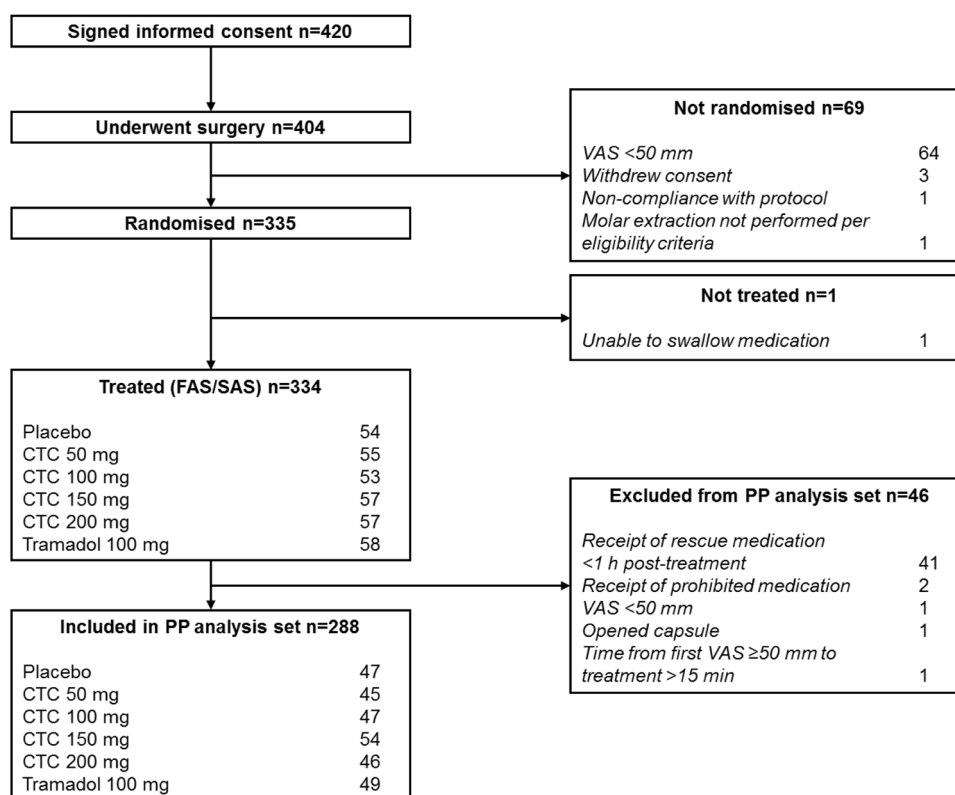 Signed informed consent n=420
Underwent surgery n=404
Not randomised n=69
VAS <50 mm 64
Withdrew consent 3
Non-compliance with protocol 1
Molar extraction not performed per
eligibility criteria 1
Randomised n=335
Not treated n=1
Unable to swallow medication 1
Treated (FAS/SAS) n=334
Placebo 54
CTC 50 mg 55
CTC 100 mg 53
CTC 150 mg 57
CTC 200 mg 57
Tramadol 100 mg 58
Excluded from PP analysis set n=46
Receipt of rescue medication
<1 h post-treatment 41
Receipt of prohibited medication 2
VAS <50 mm 1
Opened capsule 1
Time from first VAS ≥50 mm to
treatment >15 min 1
Included in PP analysis set n=288
Placebo 47
CTC 50 mg 45
CTC 100 mg 47
CTC 150 mg 54
CTC 200 mg 46
Tramadol 100 mg 49